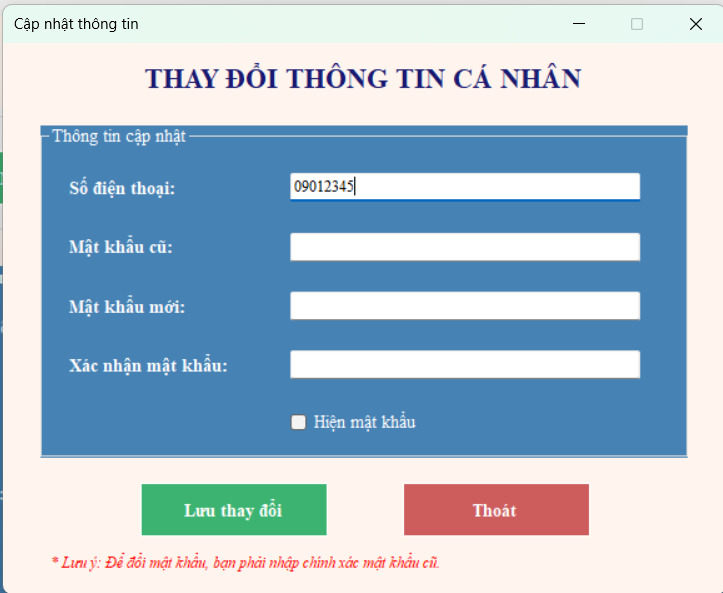 Cập nhật thông tin
THAY ĐỔI THÔNG TIN CÁ NHÂN
Thông tin cập nhật
Số điện thoại: 09012345
Mật khẩu cũ:
Mật khẩu mới:
Xác nhận mật khẩu:
Hiện mật khẩu
Lưu thay đổi Thoát
* Lưu ý: Để đổi mật khẩu, bạn phải nhập chính xác mật khẩu cũ.